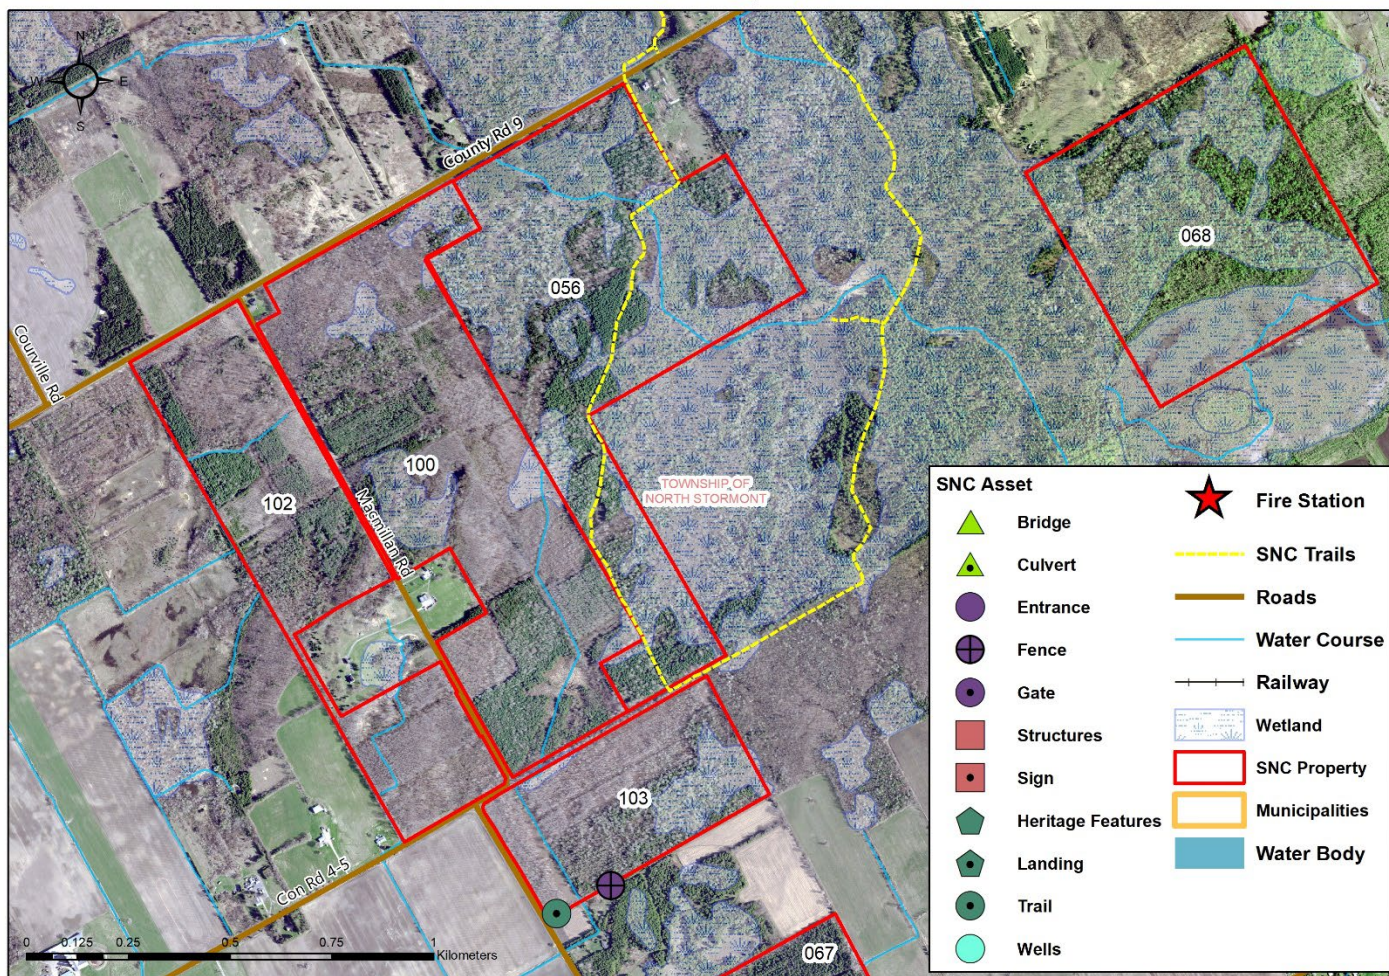 N
W E
S
County Rd 9
Courville Rd
Macmillan Rd
Con Rd 4-5
056
068
100
102
103
067
TOWNSHIP OF
NORTH STORMONT
0 0.125 0.25 0.5 0.75 1
Kilometers
SNC Asset
Bridge
Culvert
Entrance
Fence
Gate
Structures
Sign
Heritage Features
Landing
Trail
Wells
Fire Station
SNC Trails
Roads
Water Course
Railway
Wetland
SNC Property
Municipalities
Water Body